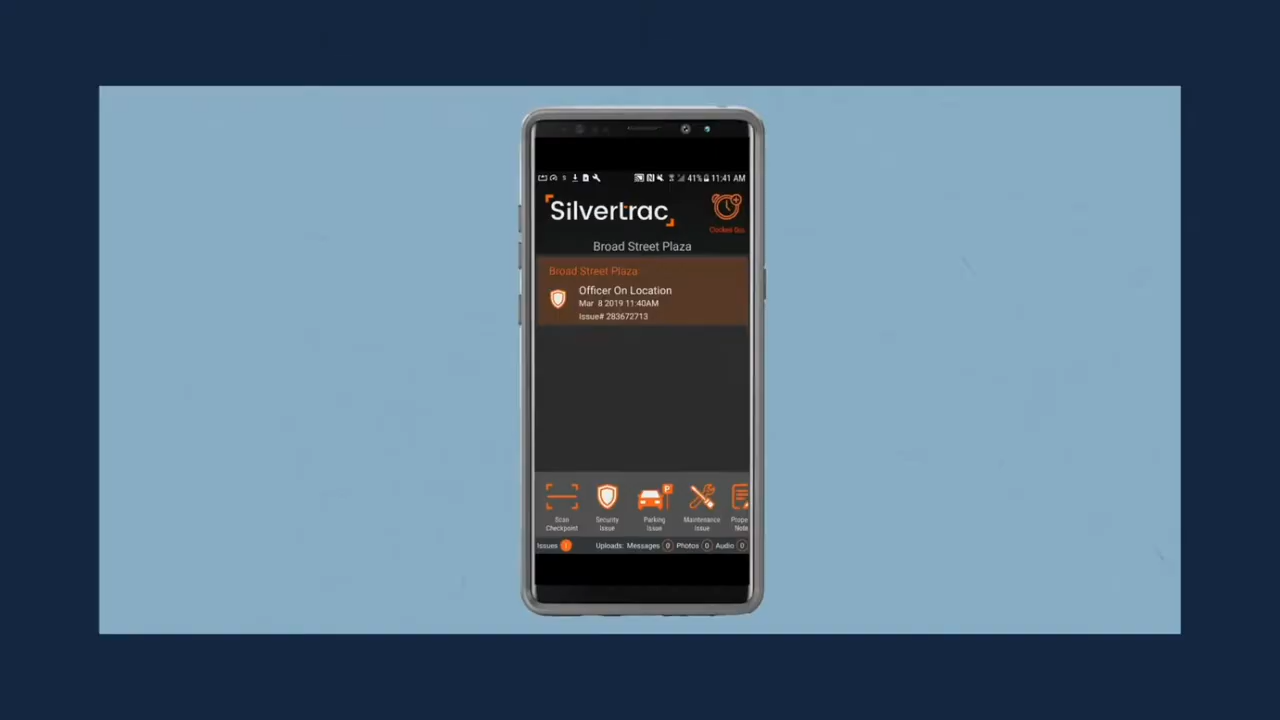 41% 11:41 AM
Silvertrac
Broad Street Plaza
Broad Street Plaza
Officer On Location
Mar 8 2019 11:40AM
Issue# 283672713
Scan Checkpoint
Security Issue
Parking Issue
Maintenance Issue
Issues Uploads: Messages 0 Photos 0 Audio 0